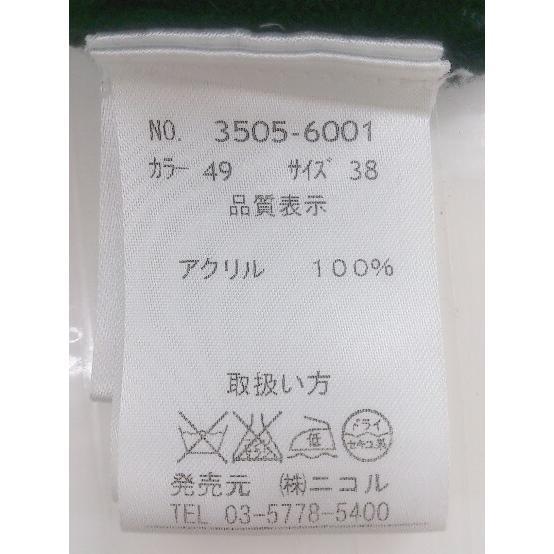 NO. 3505-6001
ｶﾗｰ 49 ｻｲｽﾞ 38
品質表示
アクリル 100%
取扱い方
低
ドライ
セキユ系
発売元 (株)ニコル
TEL 03-5778-5400